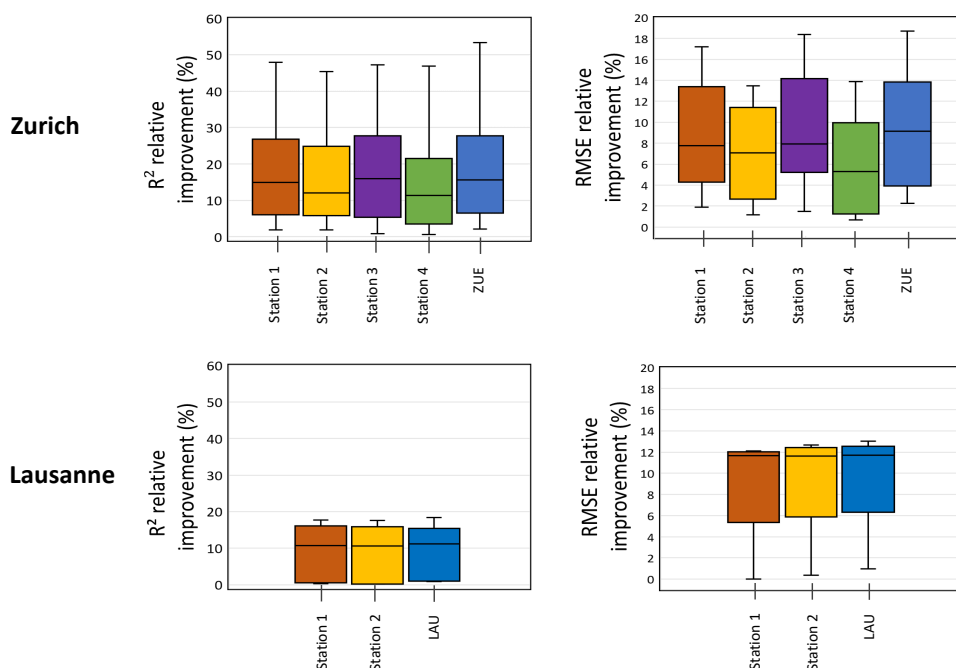 Zurich
R² relative
improvement (%)
60
50
40
30
20
10
0
Station 1
Station 2
Station 3
Station 4
ZUE
RMSE relative
improvement (%)
20
18
16
14
12
10
8
6
4
2
0
Station 1
Station 2
Station 3
Station 4
ZUE
Lausanne
R² relative
improvement (%)
60
50
40
30
20
10
0
Station 1
Station 2
LAU
RMSE relative
improvement (%)
20
18
16
14
12
10
8
6
4
2
0
Station 1
Station 2
LAU